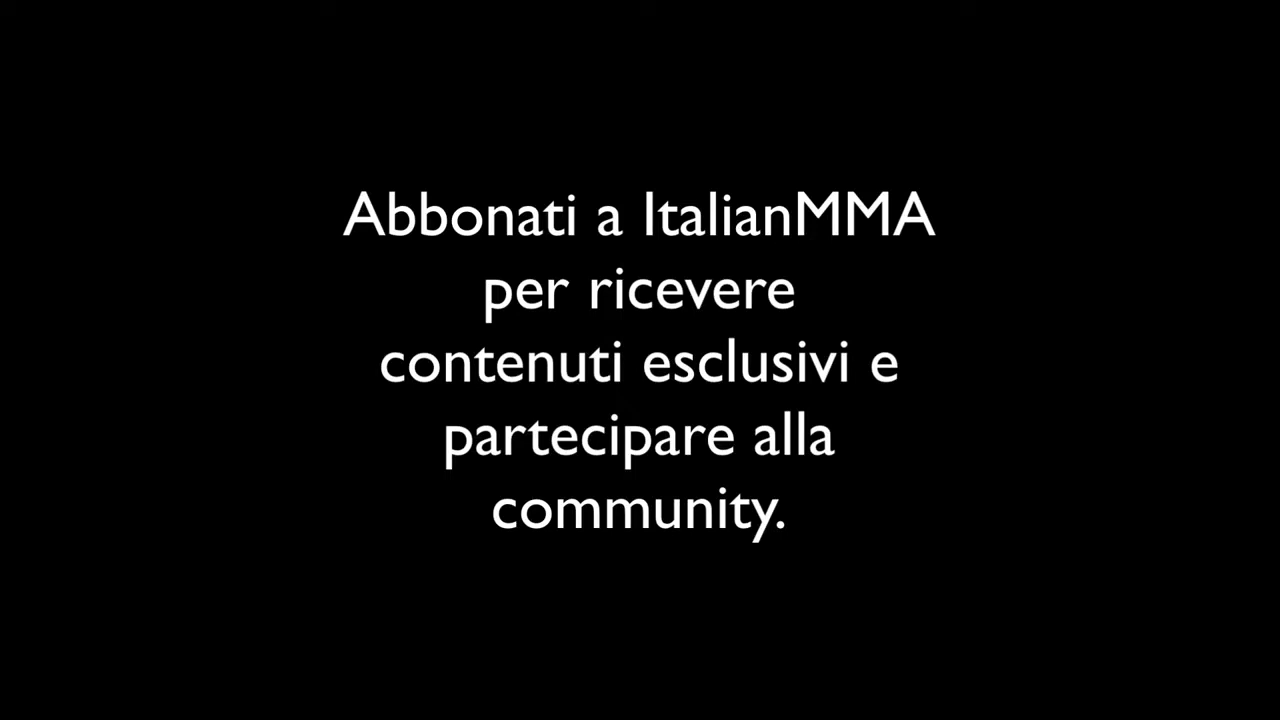 Abbonati a ItalianMMA
per ricevere
contenuti esclusivi e
partecipare alla
community.